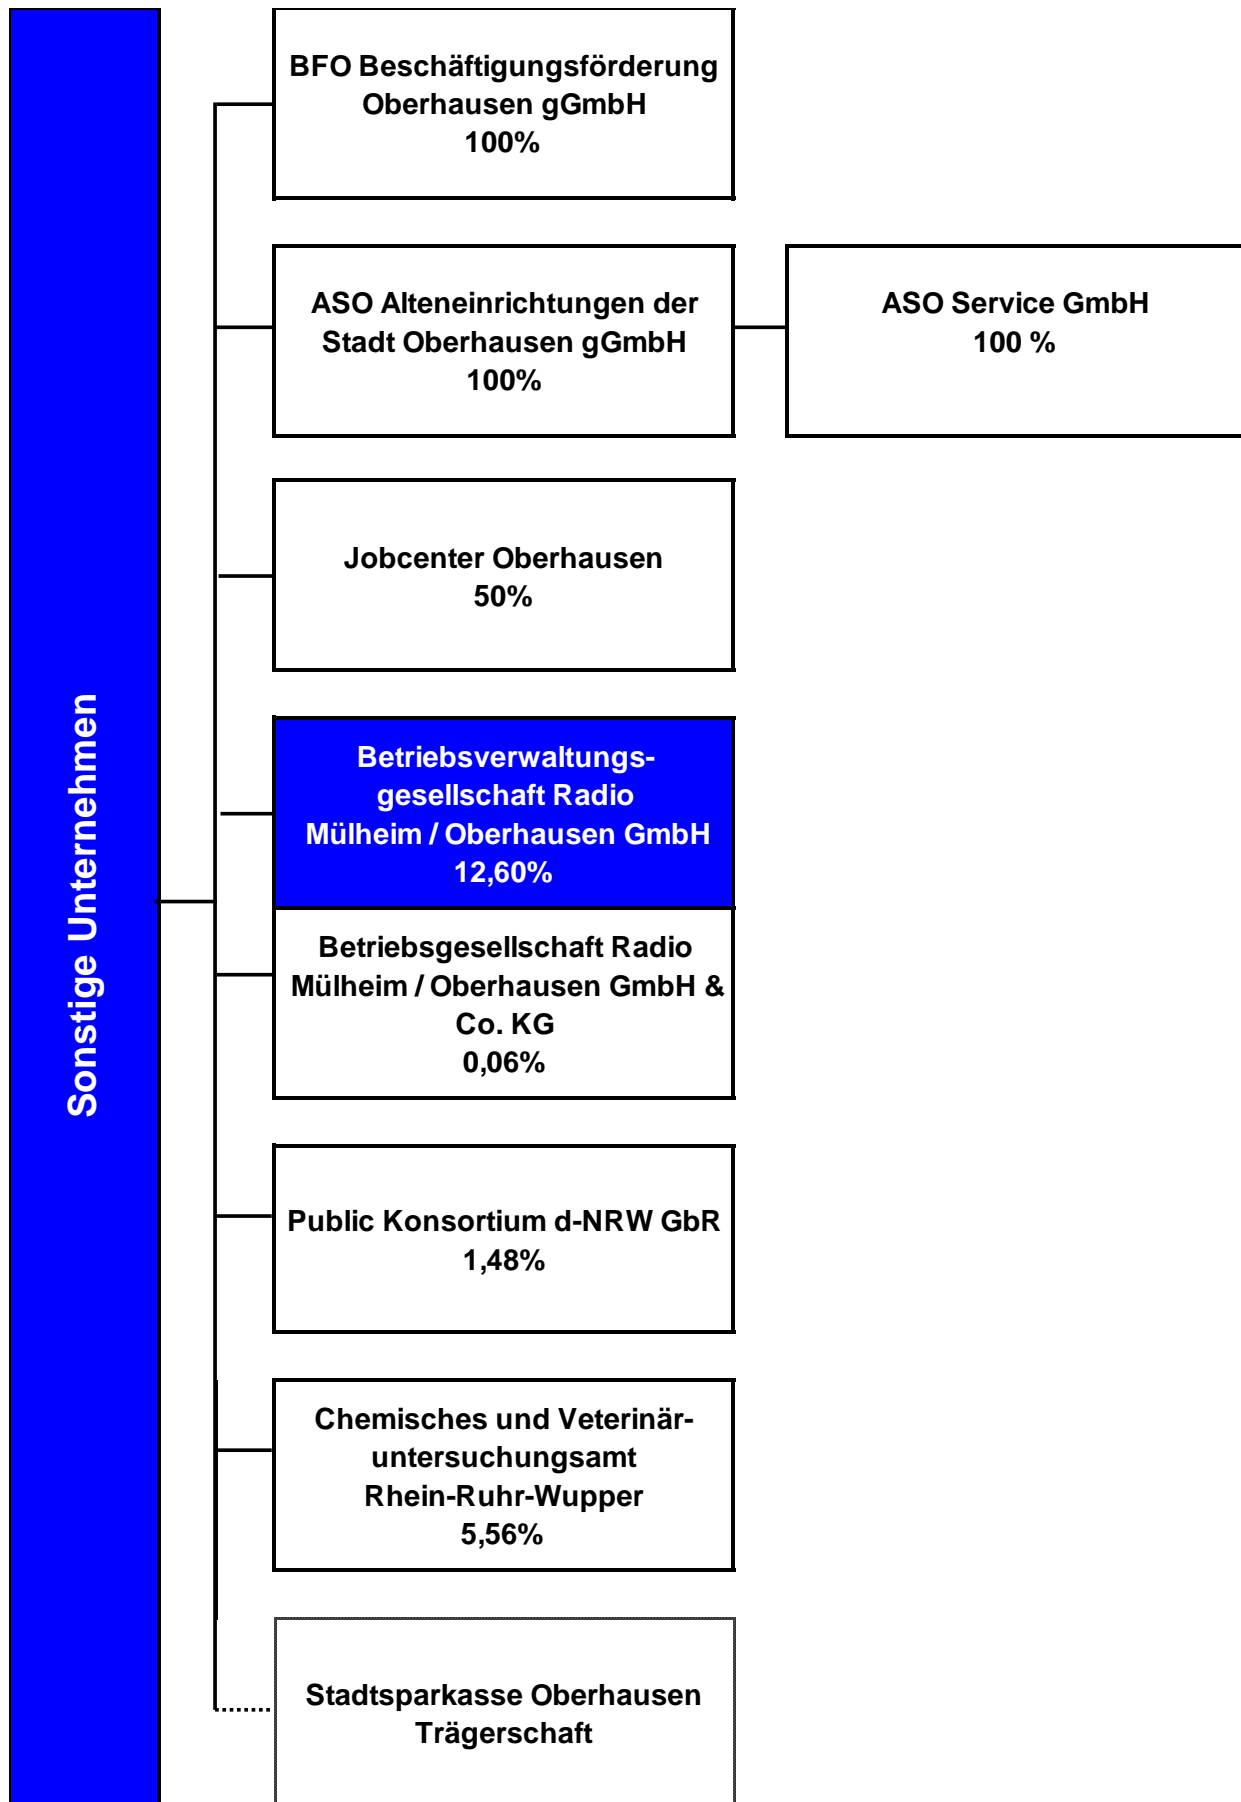 Sonstige Unternehmen
BFO Beschäftigungsförderung
Oberhausen gGmbH
100%
ASO Alteneinrichtungen der
Stadt Oberhausen gGmbH
100%
ASO Service GmbH
100 %
Jobcenter Oberhausen
50%
Betriebsverwaltungs-
gesellschaft Radio
Mülheim / Oberhausen GmbH
12,60%
Betriebsgesellschaft Radio
Mülheim / Oberhausen GmbH &
Co. KG
0,06%
Public Konsortium d-NRW GbR
1,48%
Chemisches und Veterinär-
untersuchungsamt
Rhein-Ruhr-Wupper
5,56%
Stadtsparkasse Oberhausen
Trägerschaft